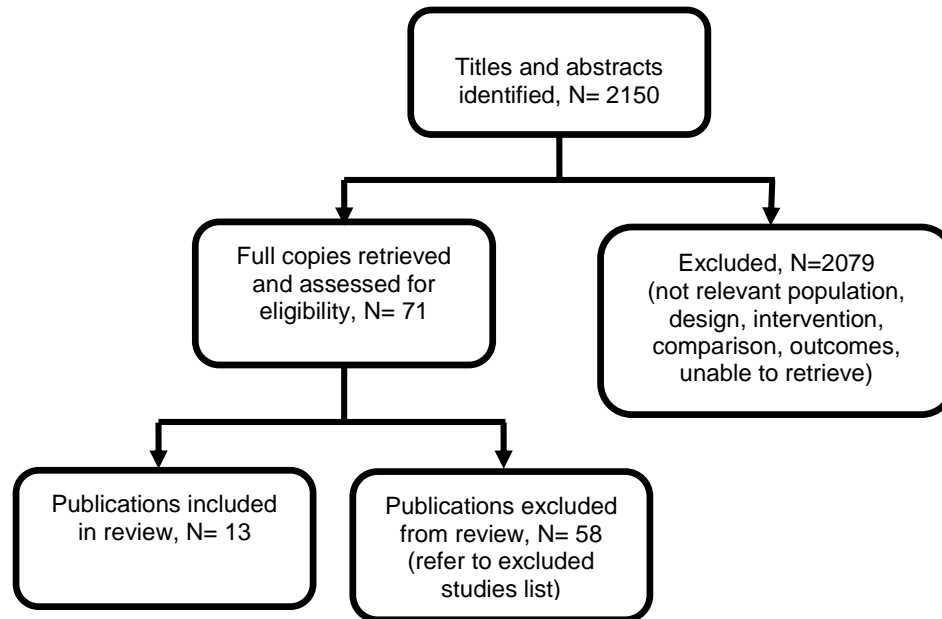 Titles and abstracts
identified, N= 2150
Full copies retrieved
and assessed for
eligibility, N= 71
Excluded, N=2079
(not relevant population,
design, intervention,
comparison, outcomes,
unable to retrieve)
Publications included
in review, N= 13
Publications excluded
from review, N= 58
(refer to excluded
studies list)